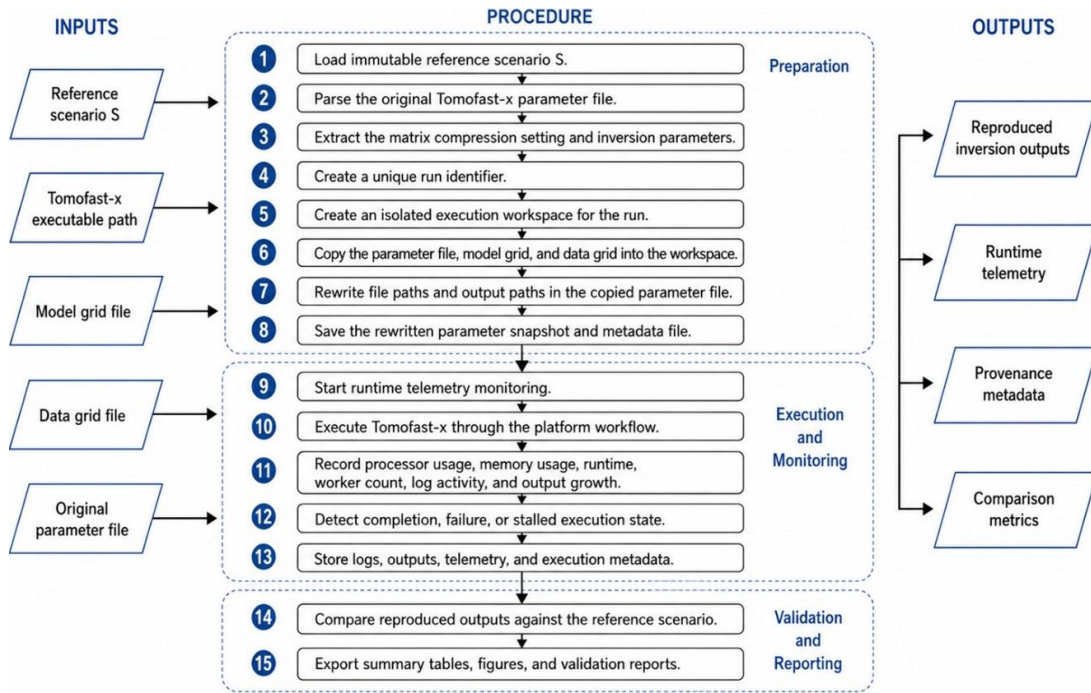 INPUTS
Reference
scenario S
Tomofast-x
executable path
Model grid file
Data grid file
Original
parameter file
PROCEDURE
Preparation
1
Load immutable reference scenario S.
2
Parse the original Tomofast-x parameter file.
3
Extract the matrix compression setting and inversion parameters.
4
Create a unique run identifier.
5
Create an isolated execution workspace for the run.
6
Copy the parameter file, model grid, and data grid into the workspace.
7
Rewrite file paths and output paths in the copied parameter file.
8
Save the rewritten parameter snapshot and metadata file.
Execution
and
Monitoring
9
Start runtime telemetry monitoring.
10
Execute Tomofast-x through the platform workflow.
11
Record processor usage, memory usage, runtime,
worker count, log activity, and output growth.
12
Detect completion, failure, or stalled execution state.
13
Store logs, outputs, telemetry, and execution metadata.
Validation
and
Reporting
14
Compare reproduced outputs against the reference scenario.
15
Export summary tables, figures, and validation reports.
OUTPUTS
Reproduced
inversion outputs
Runtime
telemetry
Provenance
metadata
Comparison
metrics